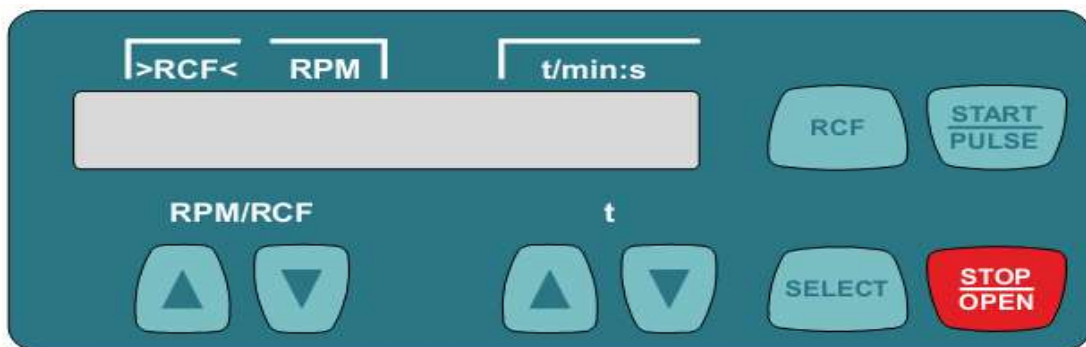 >RCF< RPM t/min:s
RCF
START
PULSE
RPM/RCF t
▲ ▼ ▲ ▼
SELECT
STOP
OPEN